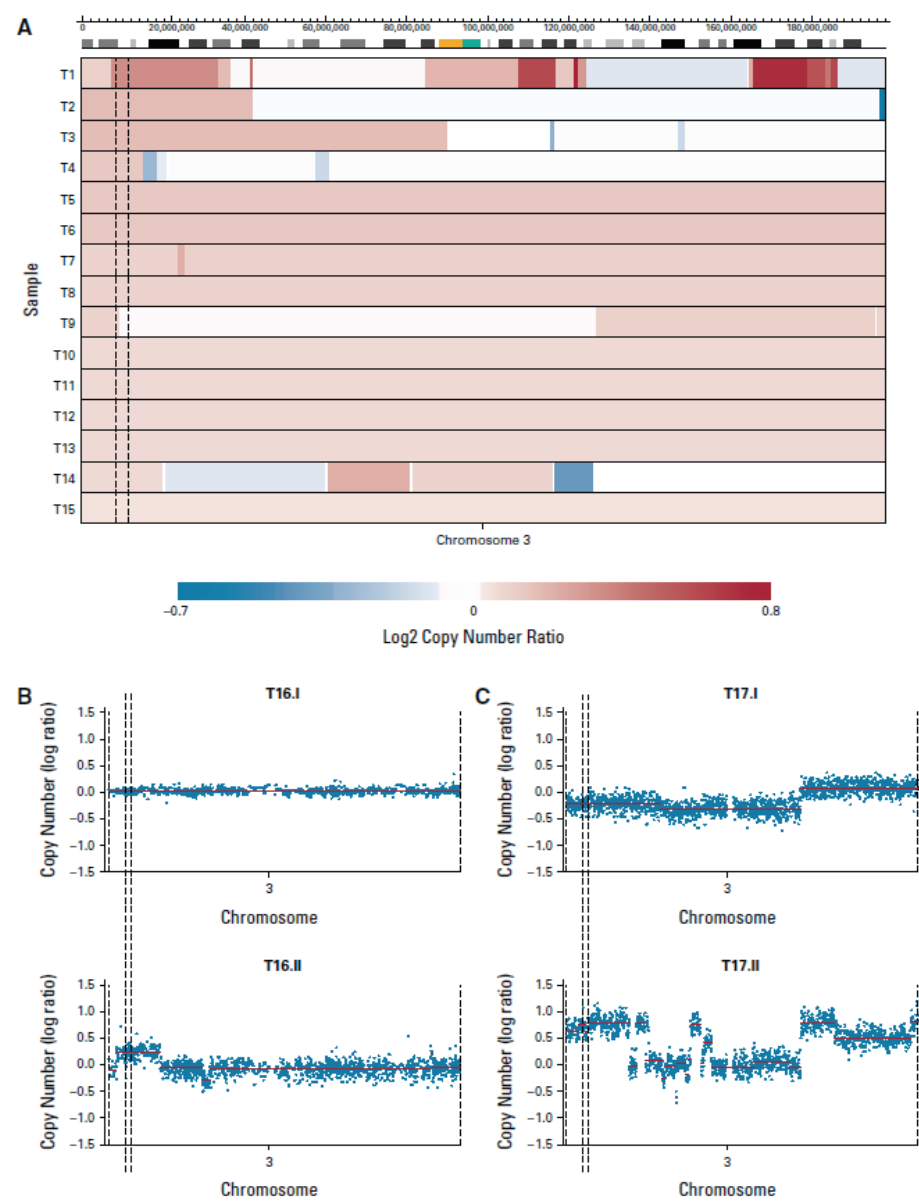 A
0 20,000,000 40,000,000 60,000,000 80,000,000 100,000,000 120,000,000 140,000,000 160,000,000 180,000,000
Sample
T1
T2
T3
T4
T5
T6
T7
T8
T9
T10
T11
T12
T13
T14
T15
Chromosome 3
−0.7 0 0.8
Log2 Copy Number Ratio
B
T16.I
Copy Number (log ratio)
1.5
1.0
0.5
0.0
−0.5
−1.0
−1.5
3
Chromosome
C
T17.I
Copy Number (log ratio)
1.5
1.0
0.5
0.0
−0.5
−1.0
−1.5
3
Chromosome
T16.II
Copy Number (log ratio)
1.5
1.0
0.5
0.0
−0.5
−1.0
−1.5
3
Chromosome
T17.II
Copy Number (log ratio)
1.5
1.0
0.5
0.0
−0.5
−1.0
−1.5
3
Chromosome